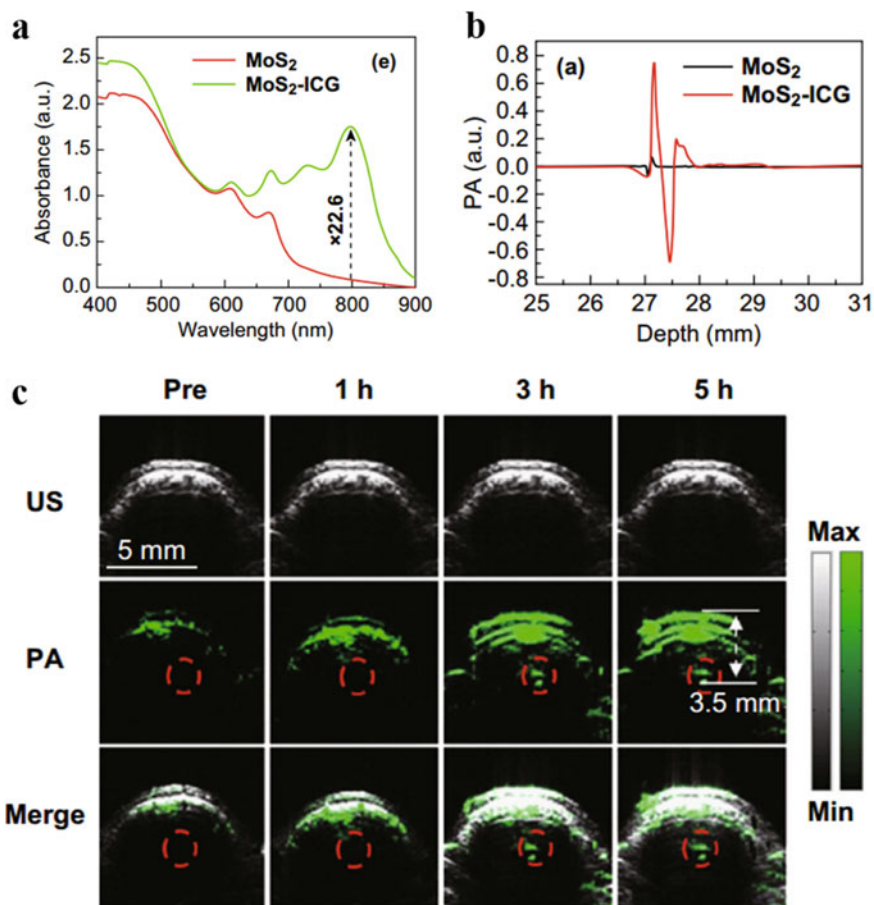 a
(e)
MoS₂
MoS₂-ICG
×22.6
Absorbance (a.u.)
2.5
2.0
1.5
1.0
0.5
0.0
400 500 600 700 800 900
Wavelength (nm)
b
(a)
MoS₂
MoS₂-ICG
PA (a.u.)
0.8
0.6
0.4
0.2
0.0
-0.2
-0.4
-0.6
-0.8
25 26 27 28 29 30 31
Depth (mm)
c
Pre 1 h 3 h 5 h
US
5 mm
PA
3.5 mm
Merge
Max
Min